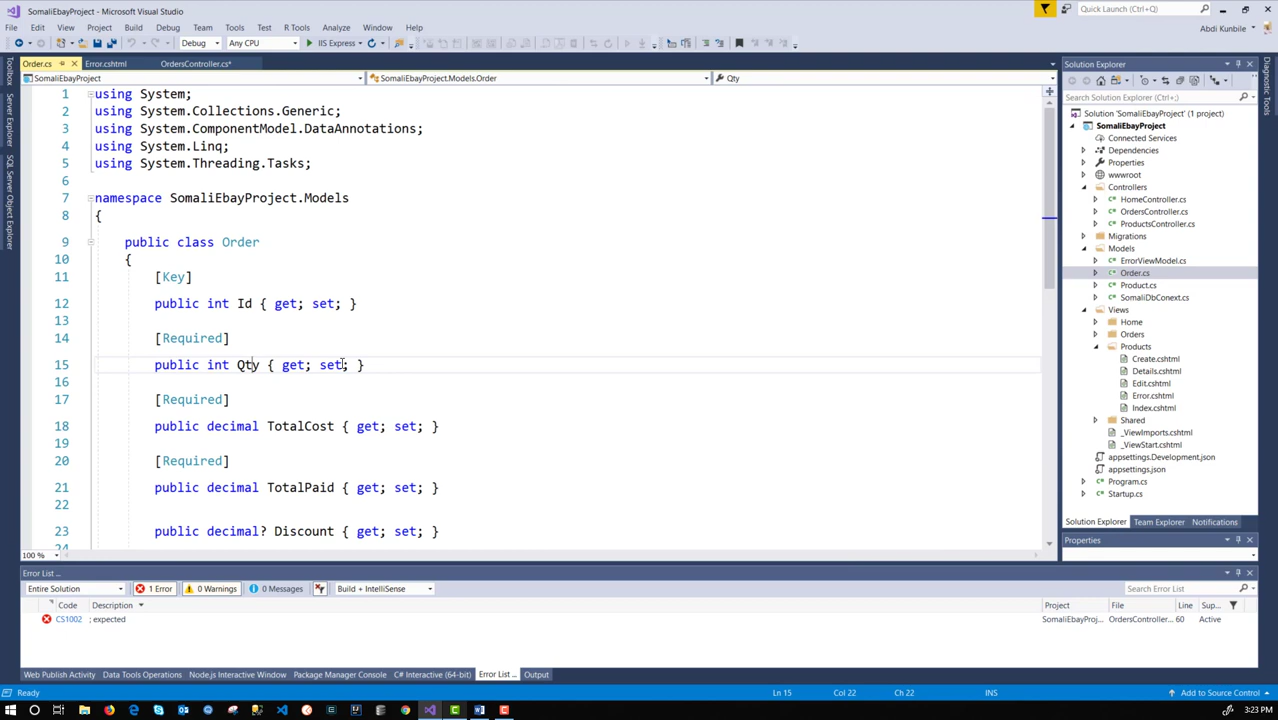 SomaliEbayProject - Microsoft Visual Studio
Quick Launch (Ctrl+Q)
File Edit View Project Build Debug Team Tools Test R Tools Analyze Window Help
Abdi Kunbile
Debug Any CPU IIS Express
Order.cs Error.cshtml OrdersController.cs*
SomaliEbayProject SomaliEbayProject.Models.Order Qty
Toolbox
Server Explorer
SQL Server Object Explorer
1 using System;
2 using System.Collections.Generic;
3 using System.ComponentModel.DataAnnotations;
4 using System.Linq;
5 using System.Threading.Tasks;
6
7 namespace SomaliEbayProject.Models
8 {
9 public class Order
10 {
11 [Key]
12 public int Id { get; set; }
13
14 [Required]
15 public int Qty { get; set; }
16
17 [Required]
18 public decimal TotalCost { get; set; }
19
20 [Required]
21 public decimal TotalPaid { get; set; }
22
23 public decimal? Discount { get; set; }
24
100 %
Solution Explorer
Search Solution Explorer (Ctrl+;)
Solution 'SomaliEbayProject' (1 project)
SomaliEbayProject
Connected Services
Dependencies
Properties
wwwroot
Controllers
HomeController.cs
OrdersController.cs
ProductsController.cs
Migrations
Models
ErrorViewModel.cs
Order.cs
Product.cs
SomaliDbConext.cs
Views
Home
Orders
Products
Create.cshtml
Details.cshtml
Edit.cshtml
Error.cshtml
Index.cshtml
Shared
_ViewImports.cshtml
_ViewStart.cshtml
appsettings.Development.json
appsettings.json
Program.cs
Startup.cs
Solution Explorer Team Explorer Notifications
Properties
Diagnostic Tools
Error List ...
Entire Solution 1 Error 0 Warnings 0 Messages Build + IntelliSense Search Error List
Code Description Project File Line Sup...
CS1002 ; expected SomaliEbayProj... OrdersController... 60 Active
Web Publish Activity Data Tools Operations Node.js Interactive Window Package Manager Console C# Interactive (64-bit) Error List ... Output
Ready Ln 15 Col 22 Ch 22 INS Add to Source Control
3:23 PM